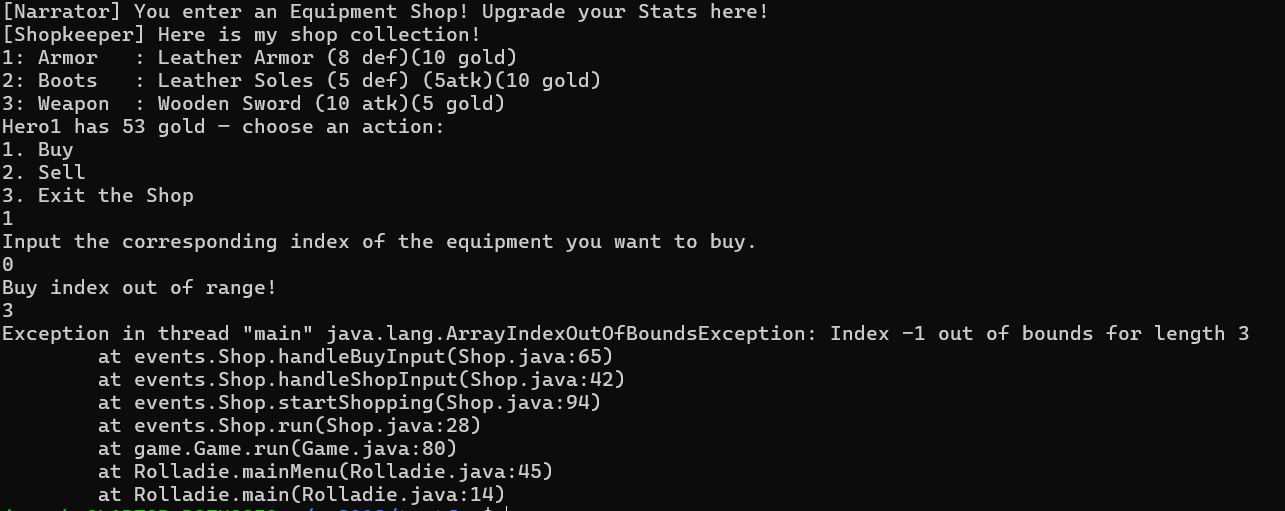 [Narrator] You enter an Equipment Shop! Upgrade your Stats here!
[Shopkeeper] Here is my shop collection!
1: Armor   : Leather Armor (8 def)(10 gold)
2: Boots   : Leather Soles (5 def) (5atk)(10 gold)
3: Weapon  : Wooden Sword (10 atk)(5 gold)
Hero1 has 53 gold — choose an action:
1. Buy
2. Sell
3. Exit the Shop
1
Input the corresponding index of the equipment you want to buy.
0
Buy index out of range!
3
Exception in thread "main" java.lang.ArrayIndexOutOfBoundsException: Index -1 out of bounds for length 3
        at events.Shop.handleBuyInput(Shop.java:65)
        at events.Shop.handleShopInput(Shop.java:42)
        at events.Shop.startShopping(Shop.java:94)
        at events.Shop.run(Shop.java:28)
        at game.Game.run(Game.java:80)
        at Rolladie.mainMenu(Rolladie.java:45)
        at Rolladie.main(Rolladie.java:14)